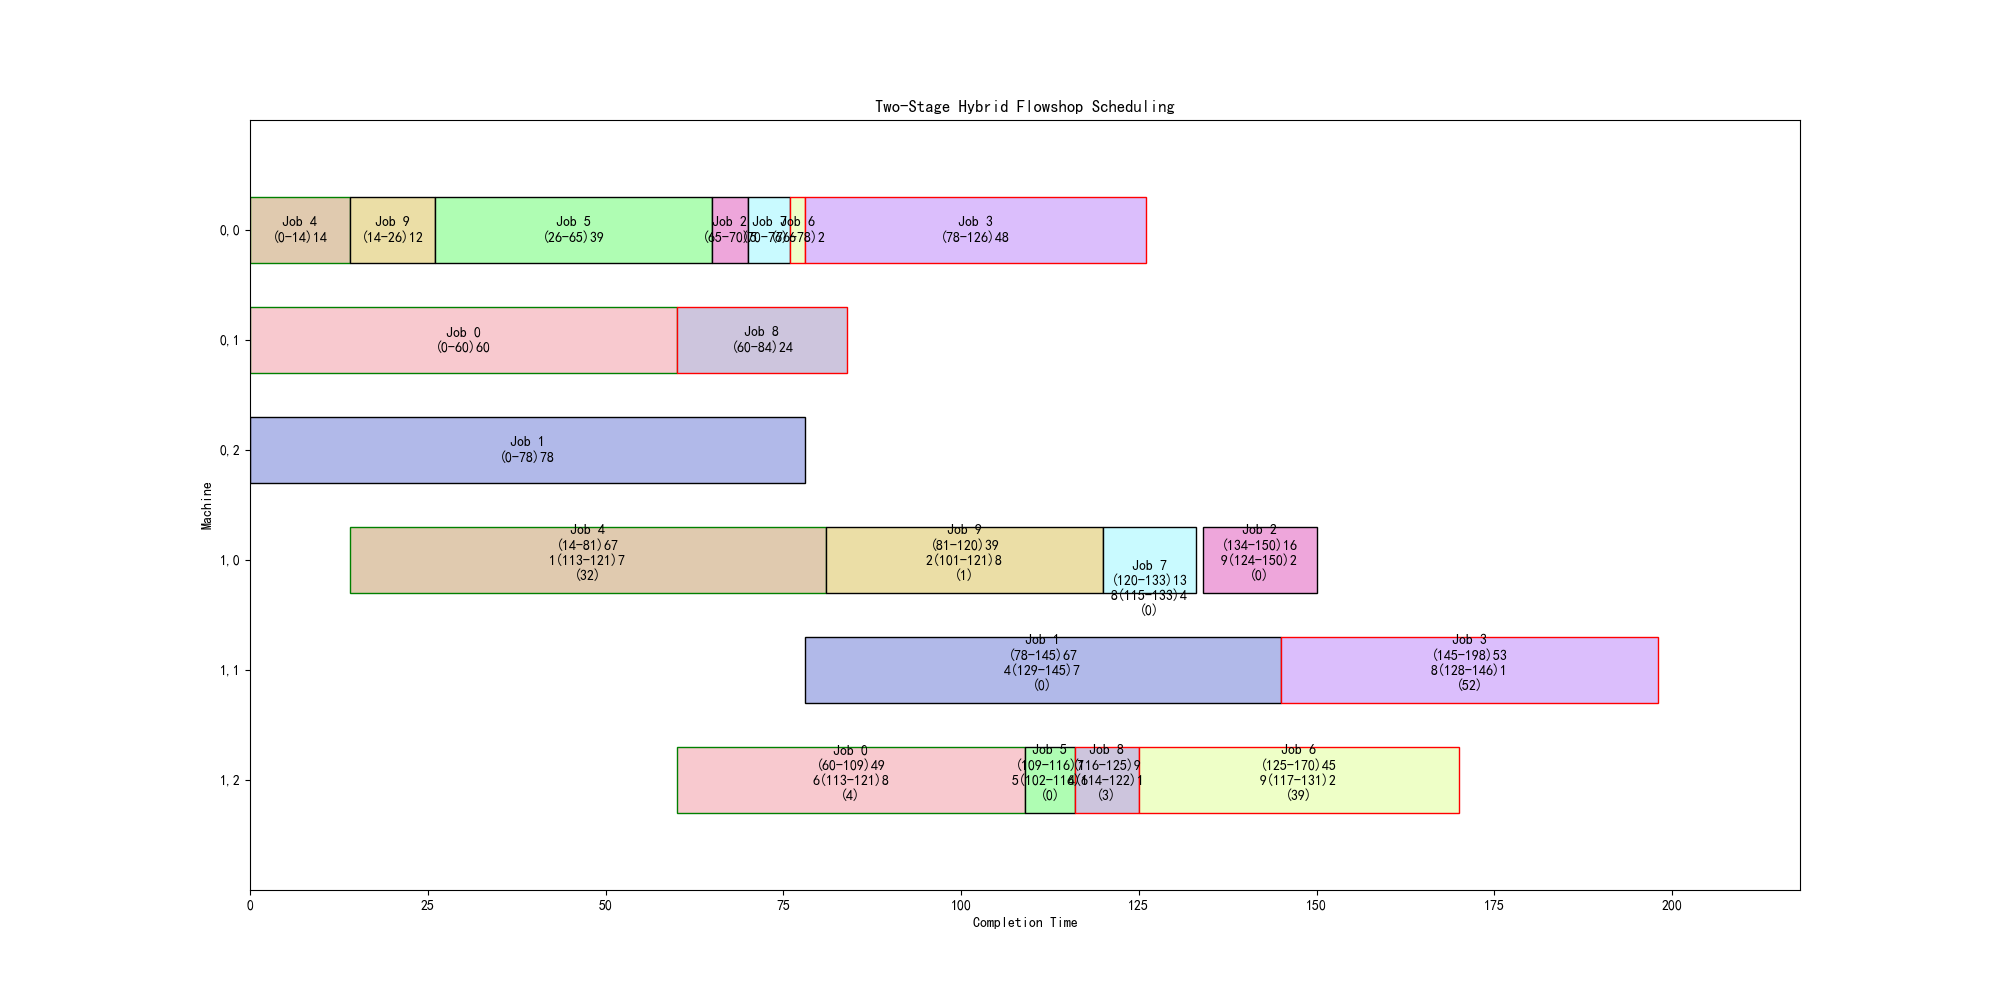 Two-Stage Hybrid Flowshop Scheduling
0,0
Job 4
(0-14)14
Job 9
(14-26)12
Job 5
(26-65)39
Job 2
(65-70)5
Job 7
(70-76)6
Job 6
(76-78)2
Job 3
(78-126)48
0,1
Job 0
(0-60)60
Job 8
(60-84)24
0,2
Job 1
(0-78)78
Machine
1,0
Job 4
(14-81)67
1(113-121)7
(32)
Job 9
(81-120)39
2(101-121)8
(1)
Job 7
(120-133)13
8(115-133)4
(0)
Job 2
(134-150)16
9(124-150)2
(0)
1,1
Job 1
(78-145)67
4(129-145)7
(0)
Job 3
(145-198)53
8(128-146)1
(52)
1,2
Job 0
(60-109)49
6(113-121)8
(4)
Job 5
(109-116)7
(0)
Job 8
(116-125)9
(3)
Job 6
(125-170)45
9(117-131)2
(39)
0
25
50
75
100
125
150
175
200
Completion Time